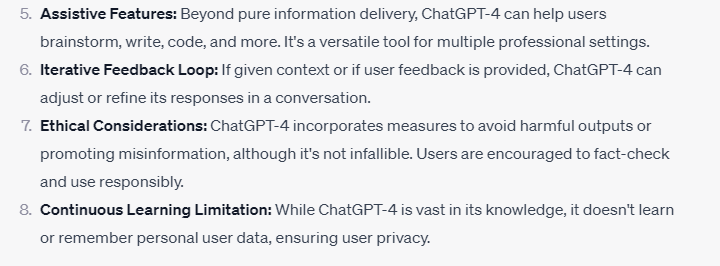 5. Assistive Features: Beyond pure information delivery, ChatGPT-4 can help users
brainstorm, write, code, and more. It's a versatile tool for multiple professional settings.
6. Iterative Feedback Loop: If given context or if user feedback is provided, ChatGPT-4 can
adjust or refine its responses in a conversation.
7. Ethical Considerations: ChatGPT-4 incorporates measures to avoid harmful outputs or
promoting misinformation, although it's not infallible. Users are encouraged to fact-check
and use responsibly.
8. Continuous Learning Limitation: While ChatGPT-4 is vast in its knowledge, it doesn't learn
or remember personal user data, ensuring user privacy.